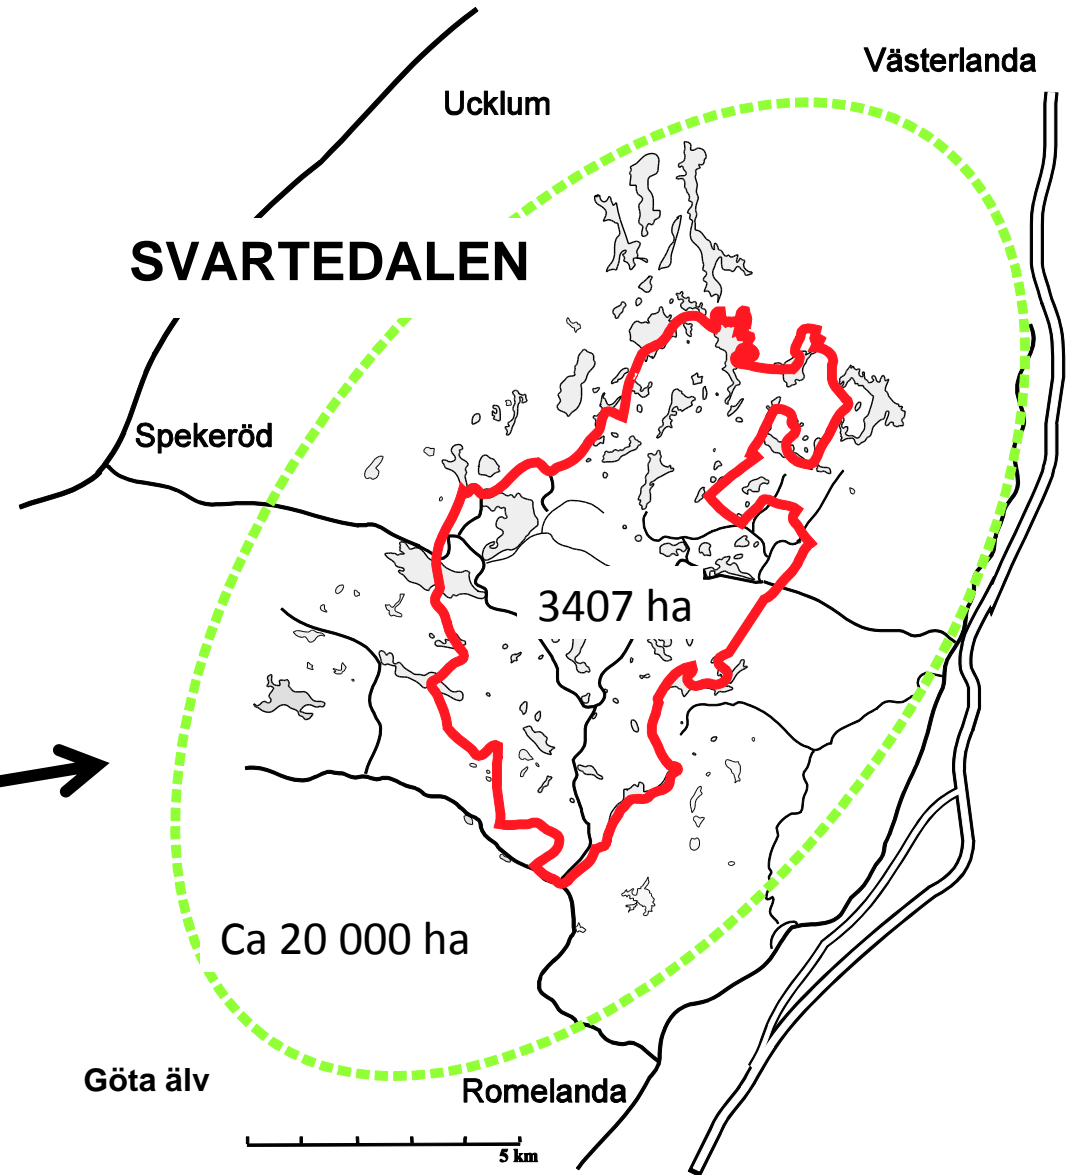 Västerlanda
Ucklum
SVARTEDALEN
Spekeröd
3407 ha
Ca 20 000 ha
Göta älv
Romelanda
5 km